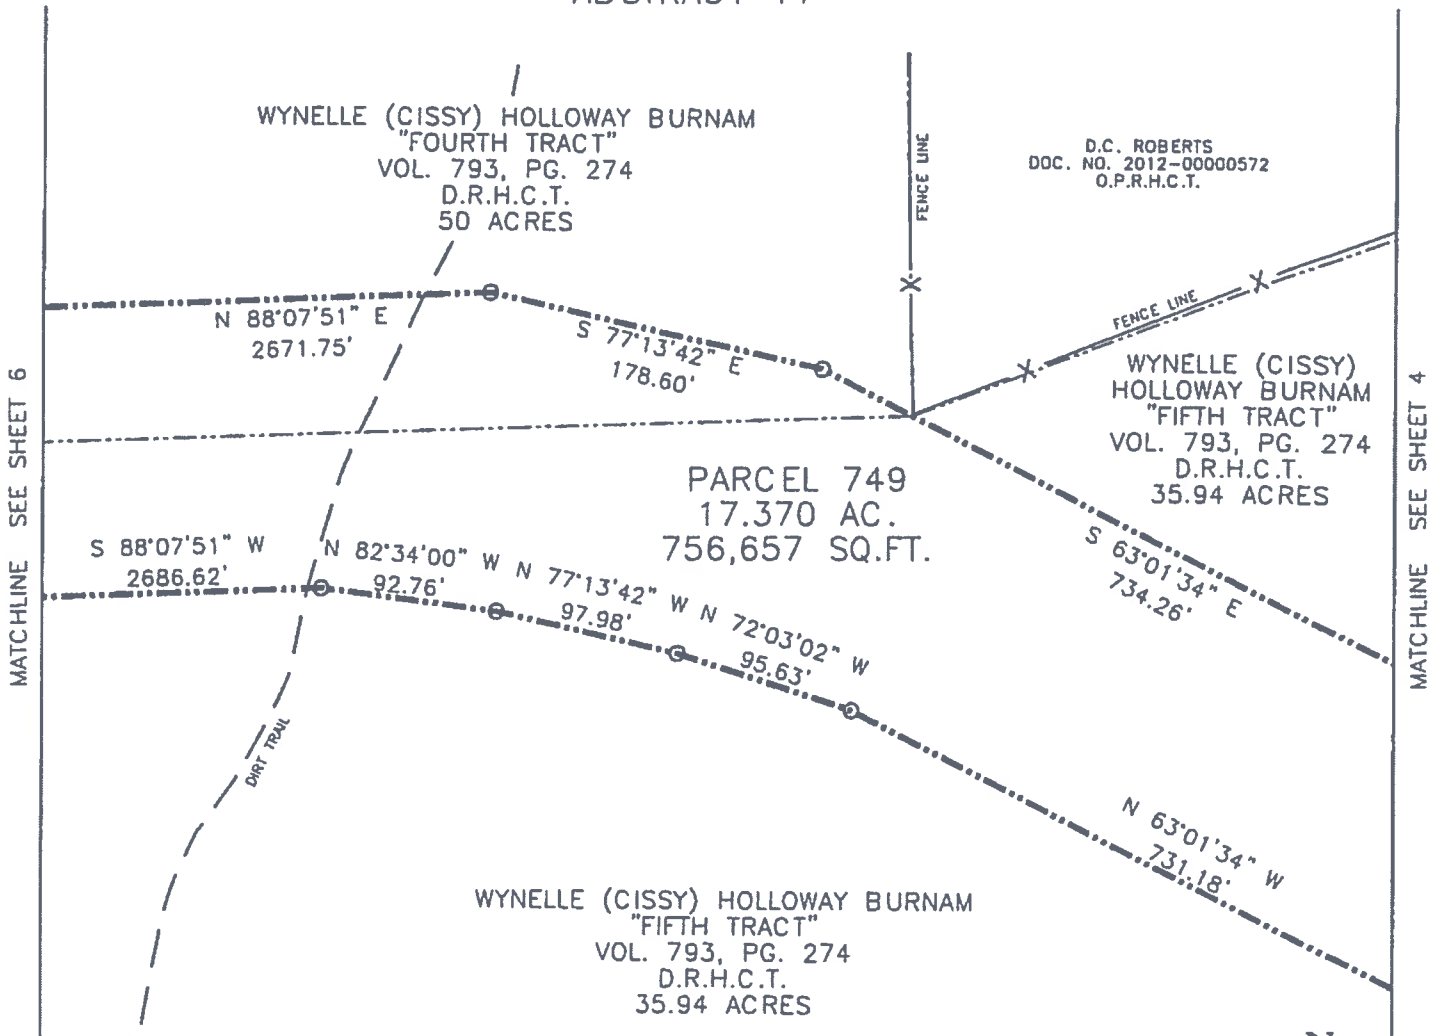 WYNELLE (CISSY) HOLLOWAY BURNAM
"FOURTH TRACT"
VOL. 793, PG. 274
D.R.H.C.T.
50 ACRES
FENCE LINE
D.C. ROBERTS
DOC. NO. 2012-00000572
O.P.R.H.C.T.
N 88°07'51" E
2671.75'
S 77°13'42" E
178.60'
FENCE LINE
WYNELLE (CISSY)
HOLLOWAY BURNAM
"FIFTH TRACT"
VOL. 793, PG. 274
D.R.H.C.T.
35.94 ACRES
MATCHLINE SEE SHEET 6
MATCHLINE SEE SHEET 4
PARCEL 749
17.370 AC.
756,657 SQ.FT.
S 88°07'51" W
2686.62'
N 82°34'00" W
92.76'
N 77°13'42" W
97.98'
N 72°03'02" W
95.63'
S 63°01'34" E
734.26'
DIRT TRAIL
N 63°01'34" W
731.18'
WYNELLE (CISSY) HOLLOWAY BURNAM
"FIFTH TRACT"
VOL. 793, PG. 274
D.R.H.C.T.
35.94 ACRES